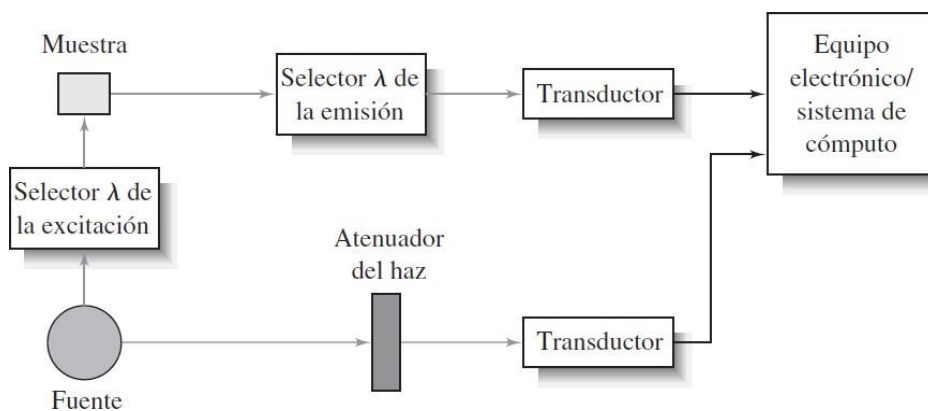 Muestra
Selector λ de
la emisión
Transductor
Equipo
electrónico/
sistema de
cómputo
Selector λ de
la excitación
Atenuador
del haz
Transductor
Fuente